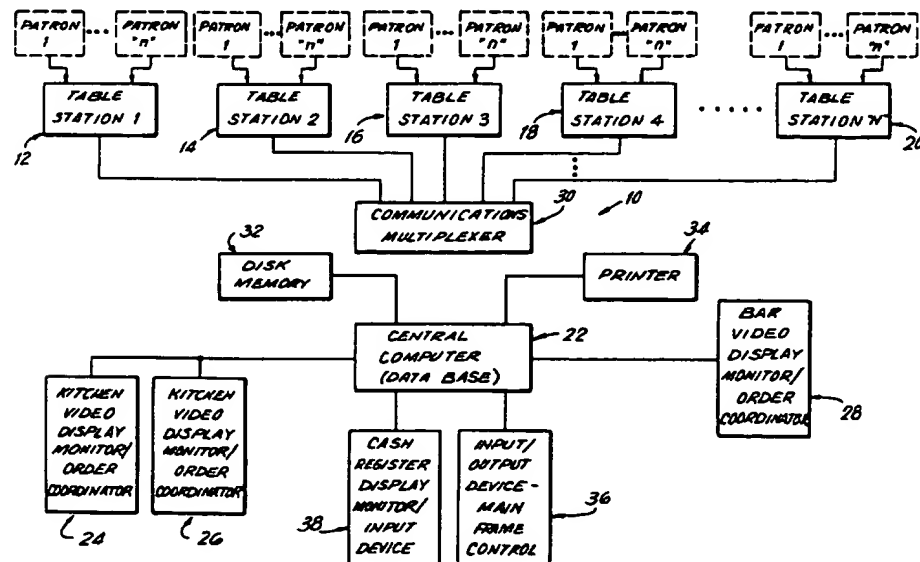 PATRON 1 ... PATRON "n" PATRON 1 ... PATRON "n" PATRON 1 ... PATRON "n" PATRON 1 PATRON "n" PATRON 1 ... PATRON "n"
TABLE STATION 1
TABLE STATION 2
TABLE STATION 3
TABLE STATION 4
TABLE STATION "N"
12
14
16
18
20
COMMUNICATIONS
MULTIPLEXER
30
10
32
DISK
MEMORY
34
PRINTER
CENTRAL
COMPUTER
(DATA BASE)
22
KITCHEN
VIDEO
DISPLAY
MONITOR/
ORDER
COORDINATOR
24
KITCHEN
VIDEO
DISPLAY
MONITOR/
ORDER
COORDINATOR
26
CASH
REGISTER
DISPLAY
MONITOR/
INPUT
DEVICE
38
INPUT/
OUTPUT
DEVICE-
MAIN
FRAME
CONTROL
36
BAR
VIDEO
DISPLAY
MONITOR/
ORDER
COORDINATOR
28